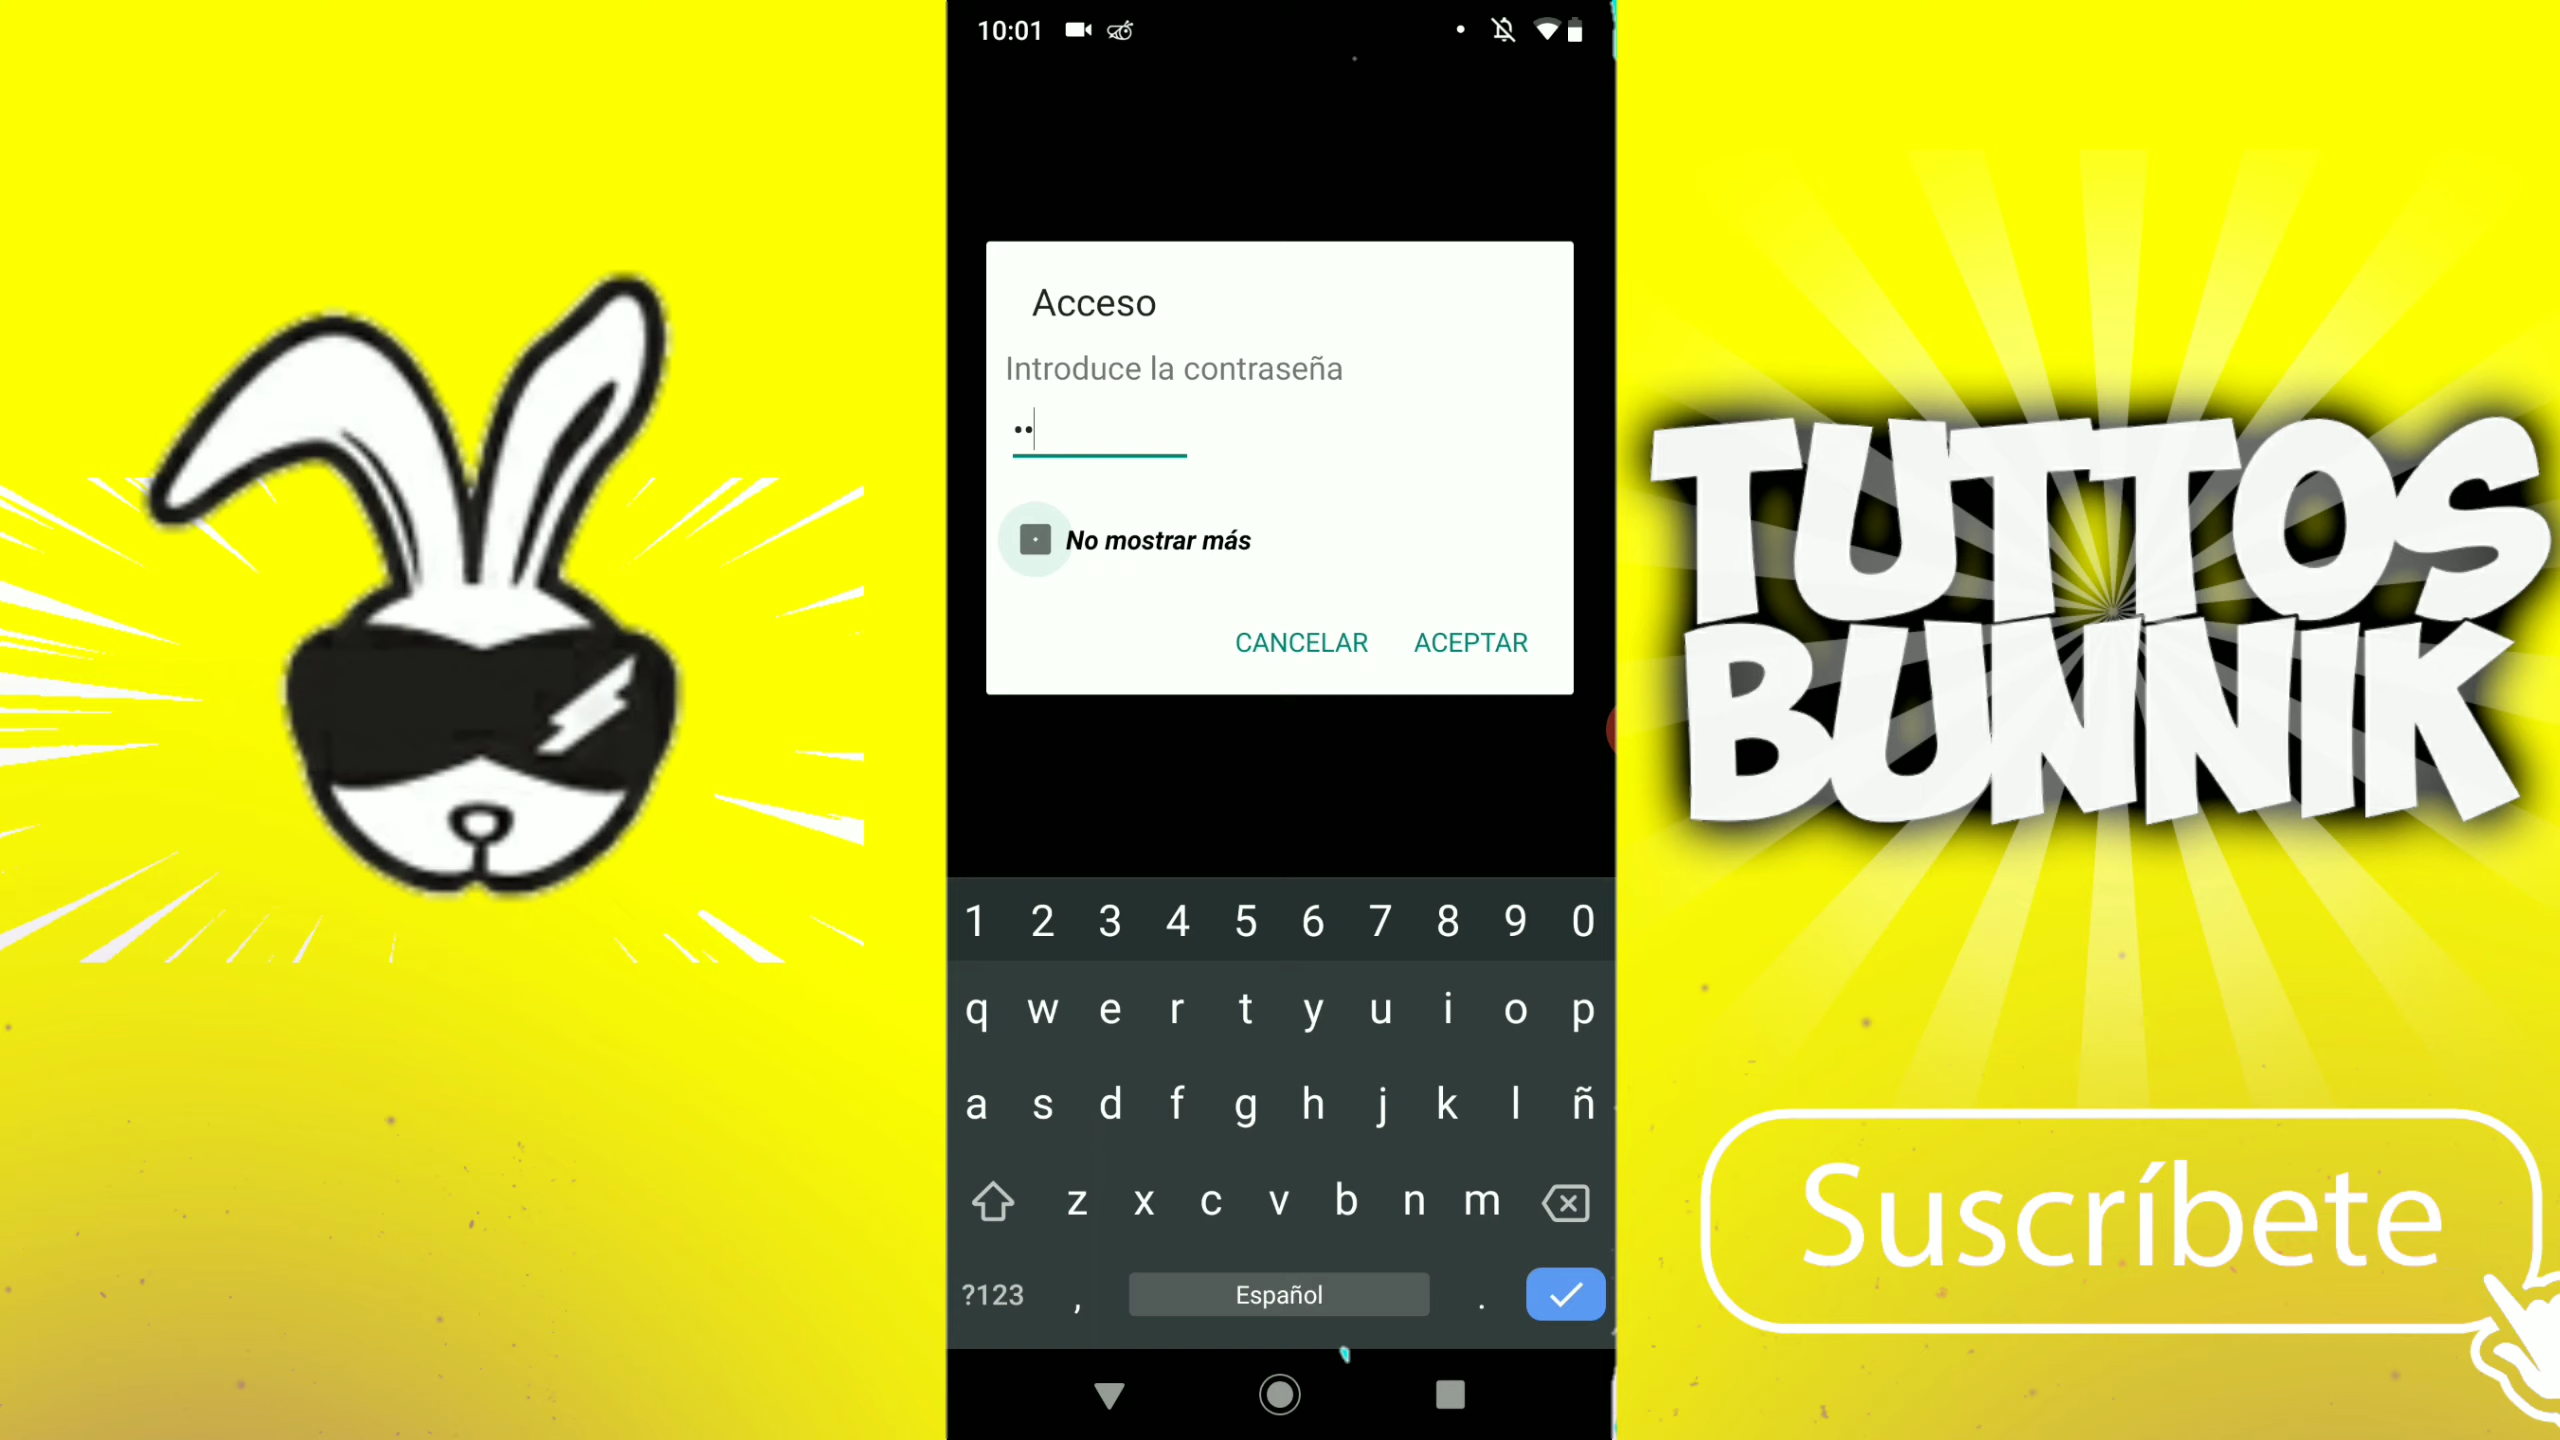 10:01
Acceso
Introduce la contraseña
••
No mostrar más
CANCELAR ACEPTAR
1 2 3 4 5 6 7 8 9 0
q w e r t y u i o p
a s d f g h j k l ñ
z x c v b n m
?123 , Español .
TUTTOS
BUNNIK
Suscríbete